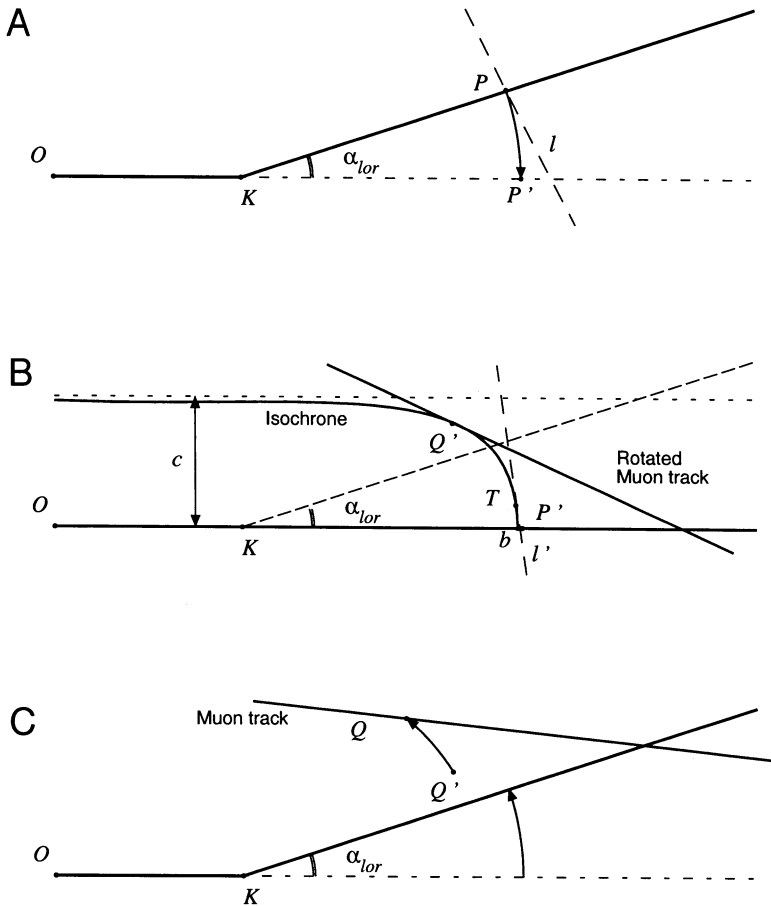 A
P
O
α_lor
l
K
P'
B
Isochrone
Q'
c
Rotated
Muon track
T
P'
O
α_lor
b
K
l'
C
Muon track
Q
Q'
O
α_lor
K